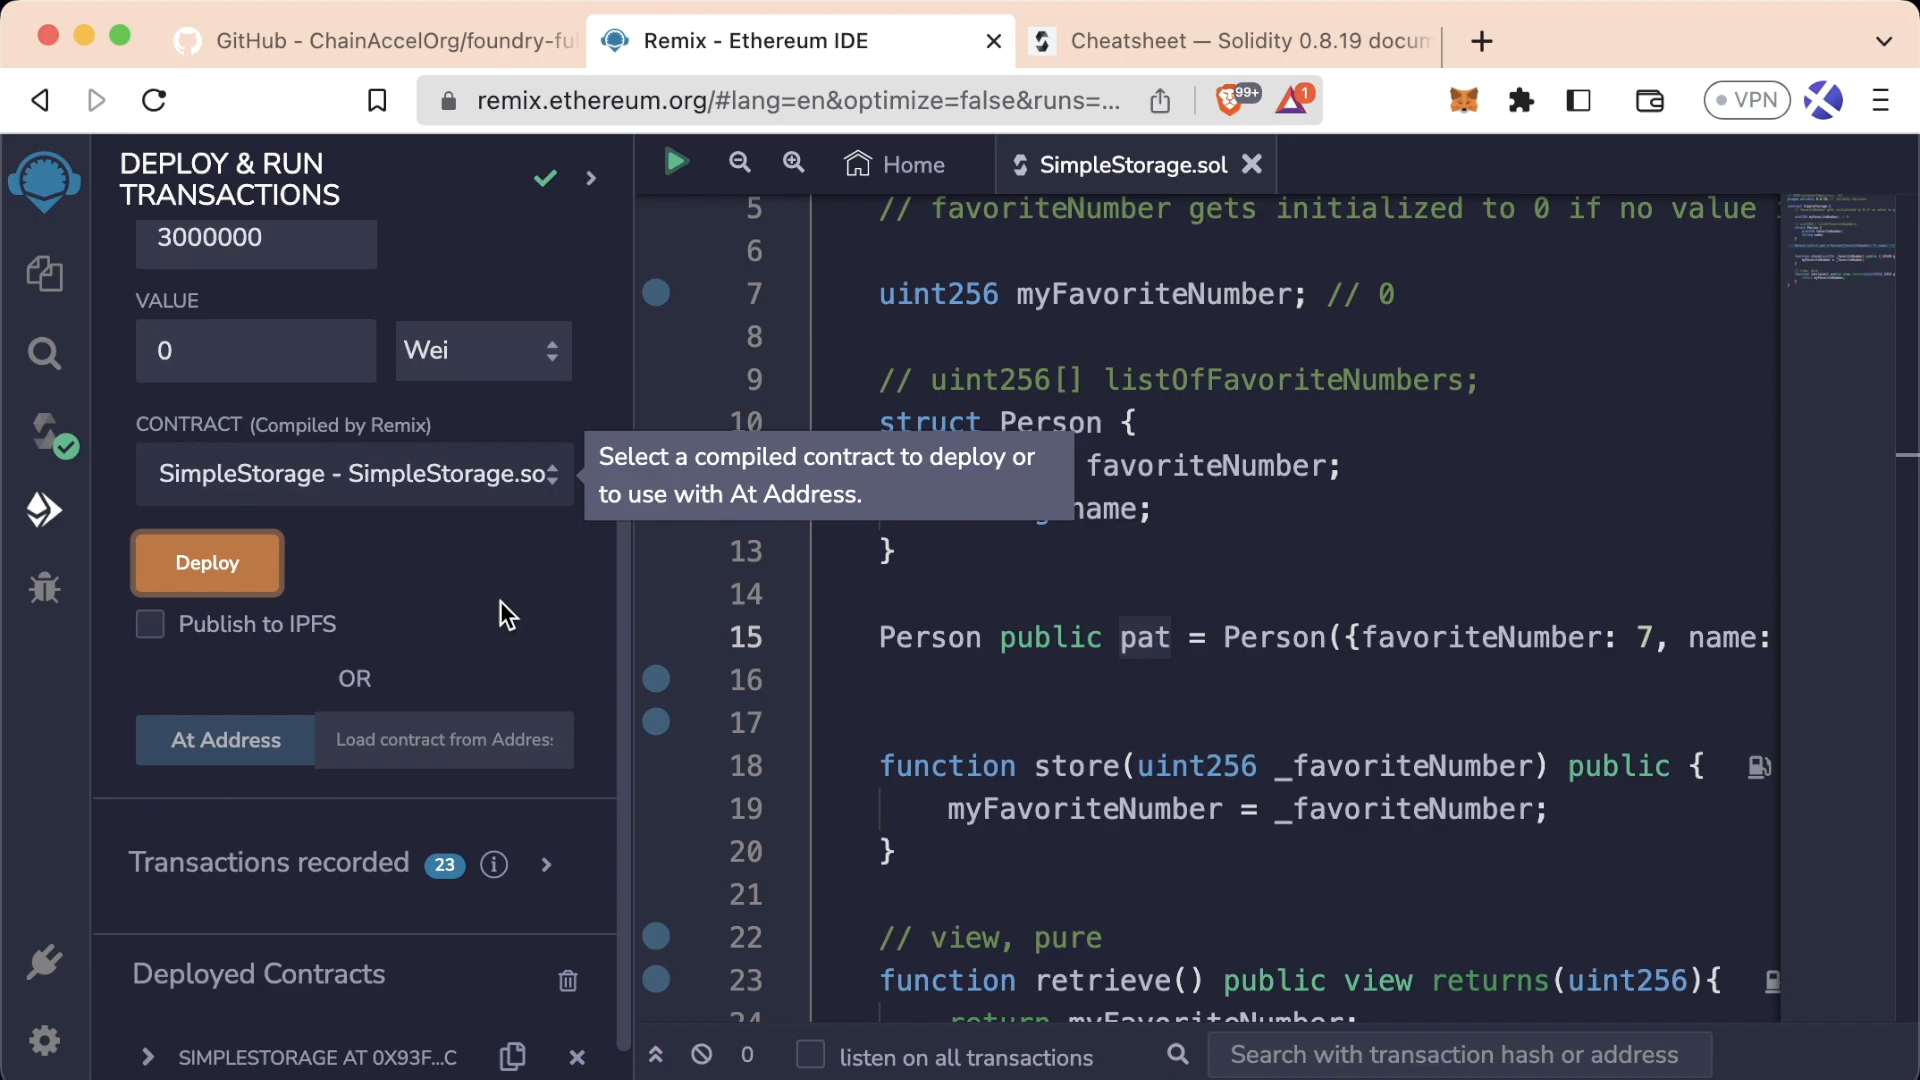 GitHub - ChainAccelOrg/foundry-ful
Remix - Ethereum IDE
Cheatsheet — Solidity 0.8.19 docum
remix.ethereum.org/#lang=en&optimize=false&runs=...
99+
1
VPN
DEPLOY & RUN
TRANSACTIONS
3000000
VALUE
0
Wei
CONTRACT (Compiled by Remix)
SimpleStorage - SimpleStorage.so
Select a compiled contract to deploy or
to use with At Address.
Deploy
Publish to IPFS
OR
At Address
Load contract from Address
Transactions recorded 23
Deployed Contracts
SIMPLESTORAGE AT 0X93F...C
Home
SimpleStorage.sol
5 // favoriteNumber gets initialized to 0 if no value
6
7 uint256 myFavoriteNumber; // 0
8
9 // uint256[] listOfFavoriteNumbers;
10 struct Person {
favoriteNumber;
name;
13 }
14
15 Person public pat = Person({favoriteNumber: 7, name:
16
17
18 function store(uint256 _favoriteNumber) public {
19 myFavoriteNumber = _favoriteNumber;
20 }
21
22 // view, pure
23 function retrieve() public view returns(uint256){
24 return myFavoriteNumber;
0
listen on all transactions
Search with transaction hash or address